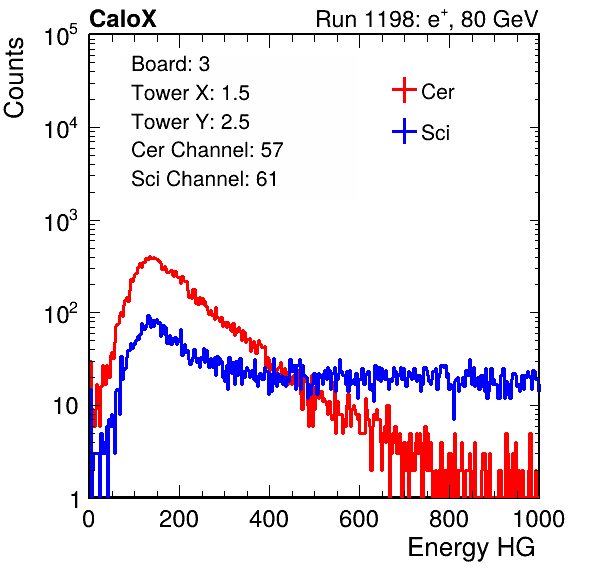 CaloX Run 1198: e⁺, 80 GeV
Counts
10⁵
10⁴
10³
10²
10
1
Board: 3
Tower X: 1.5
Tower Y: 2.5
Cer Channel: 57
Sci Channel: 61
Cer
Sci
0 200 400 600 800 1000
Energy HG